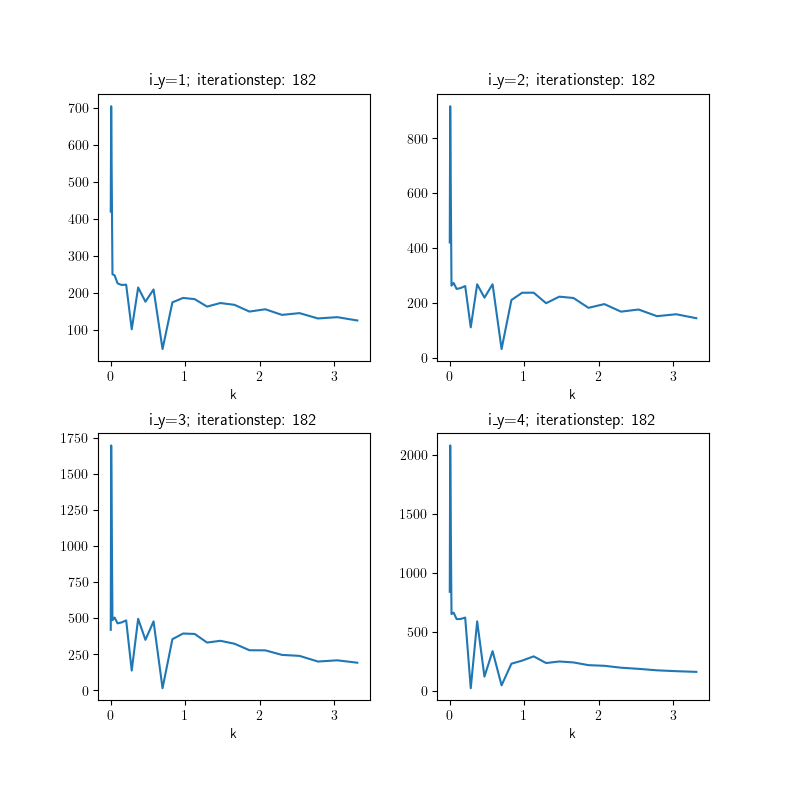 i_y=1; iterationstep: 182
700
600
500
400
300
200
100
0 1 2 3
k
i_y=2; iterationstep: 182
800
600
400
200
0
0 1 2 3
k
i_y=3; iterationstep: 182
1750
1500
1250
1000
750
500
250
0
0 1 2 3
k
i_y=4; iterationstep: 182
2000
1500
1000
500
0
0 1 2 3
k